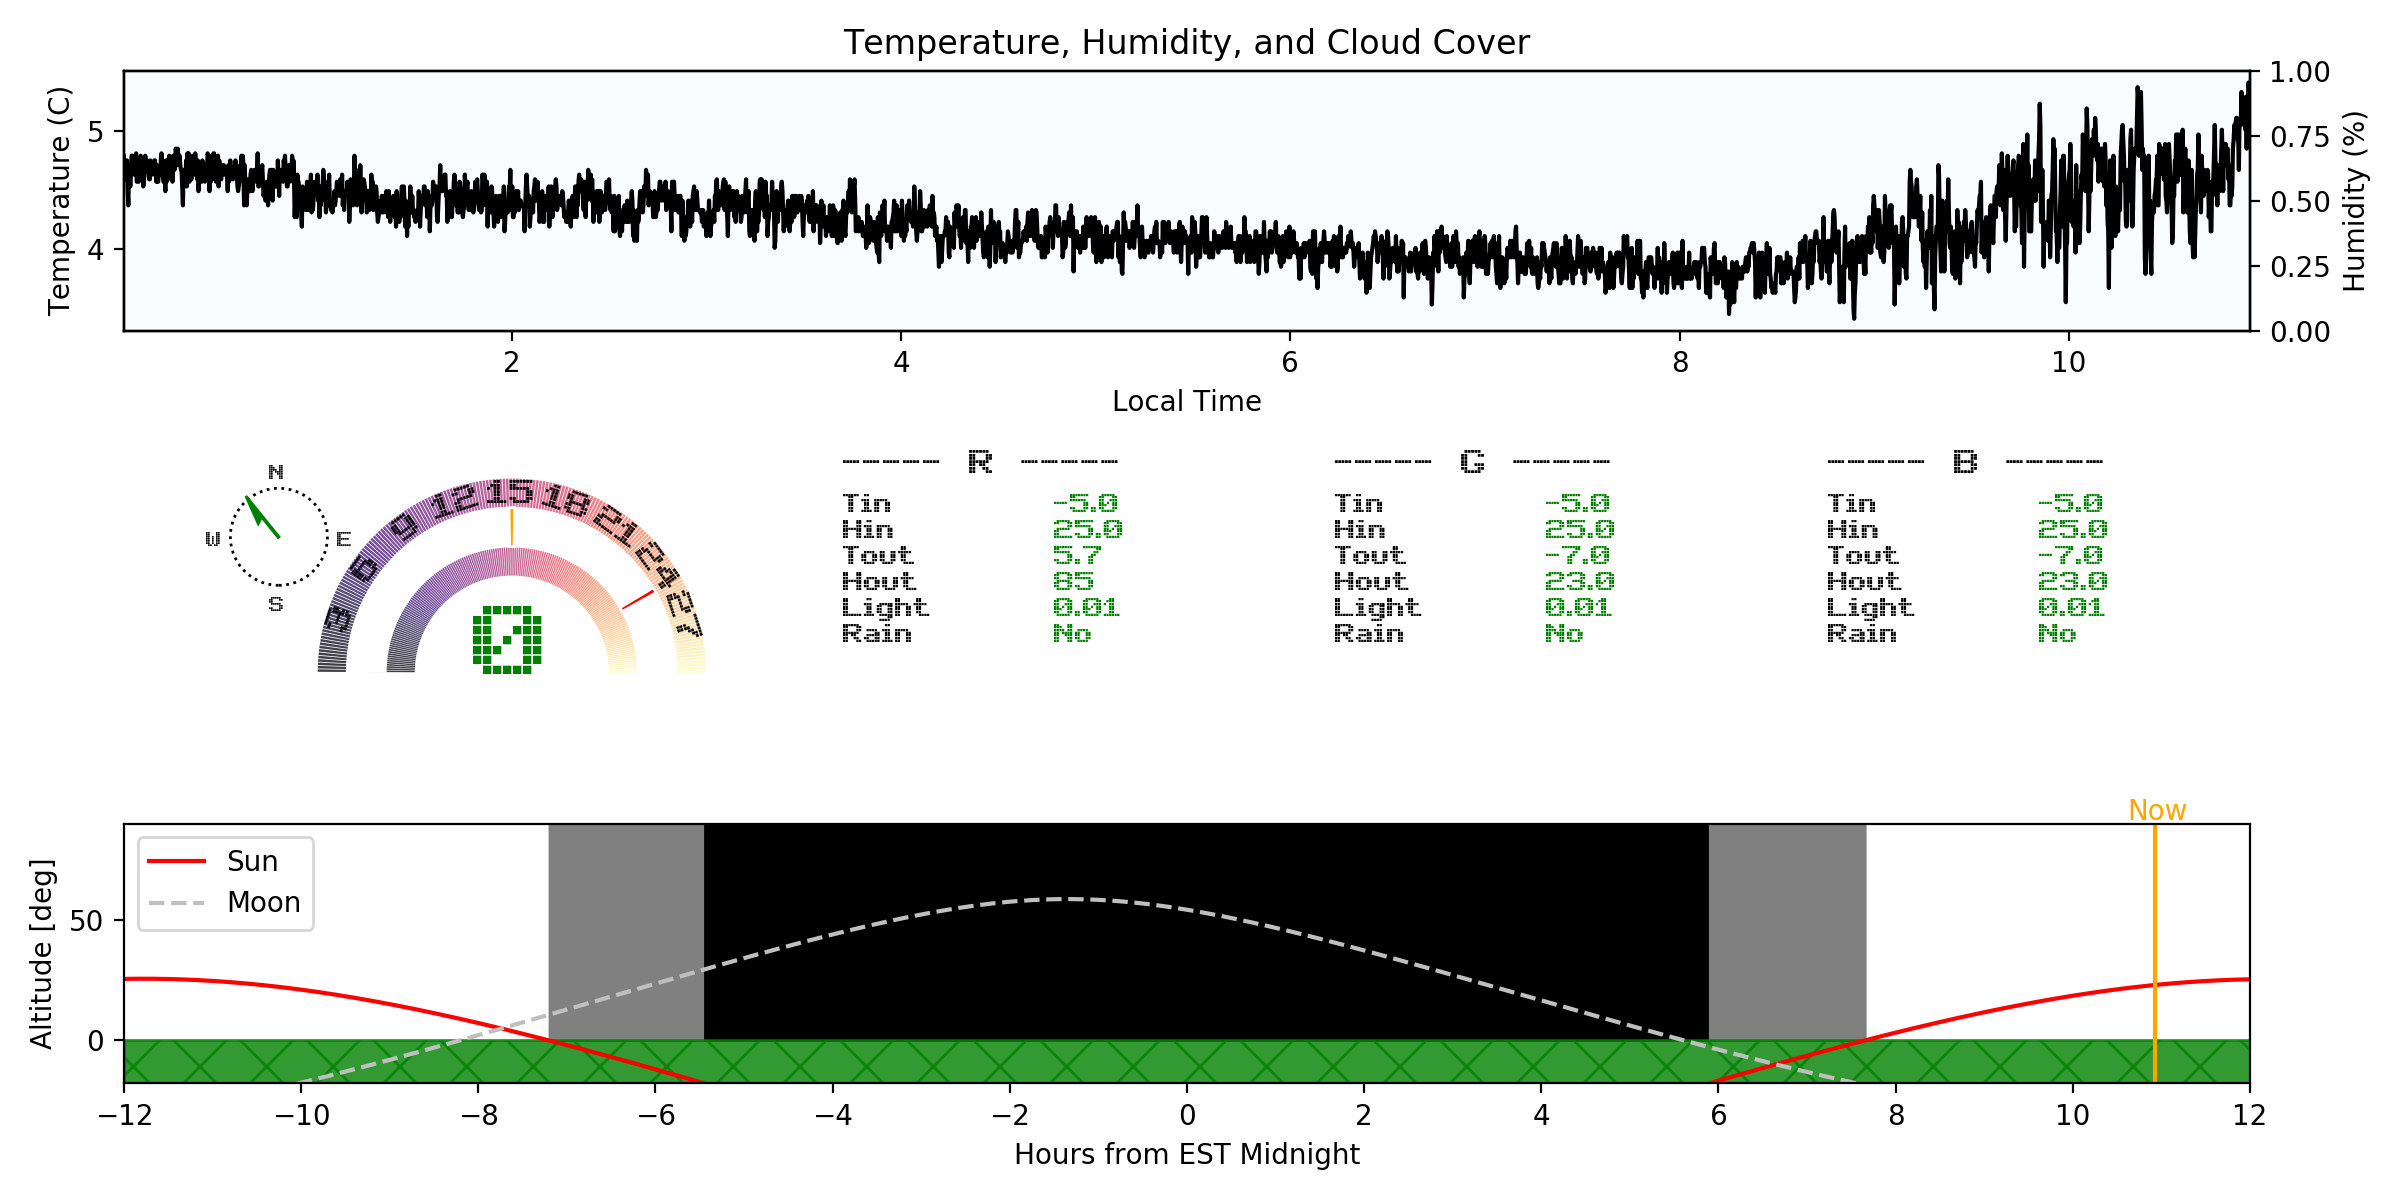 Temperature, Humidity, and Cloud Cover
Temperature (C)
5
4
1.00
0.75
0.50
0.25
0.00
Humidity (%)
2 4 6 8 10
Local Time
N
W E
S
3 6 9 12 15 18 21 24 27
0
----- R -----
Tin -5.0
Hin 25.0
Tout 5.7
Hout 85
Light 0.01
Rain No
----- G -----
Tin -5.0
Hin 25.0
Tout -7.0
Hout 23.0
Light 0.01
Rain No
----- B -----
Tin -5.0
Hin 25.0
Tout -7.0
Hout 23.0
Light 0.01
Rain No
Now
Sun
Moon
Altitude [deg]
50
0
−12 −10 −8 −6 −4 −2 0 2 4 6 8 10 12
Hours from EST Midnight